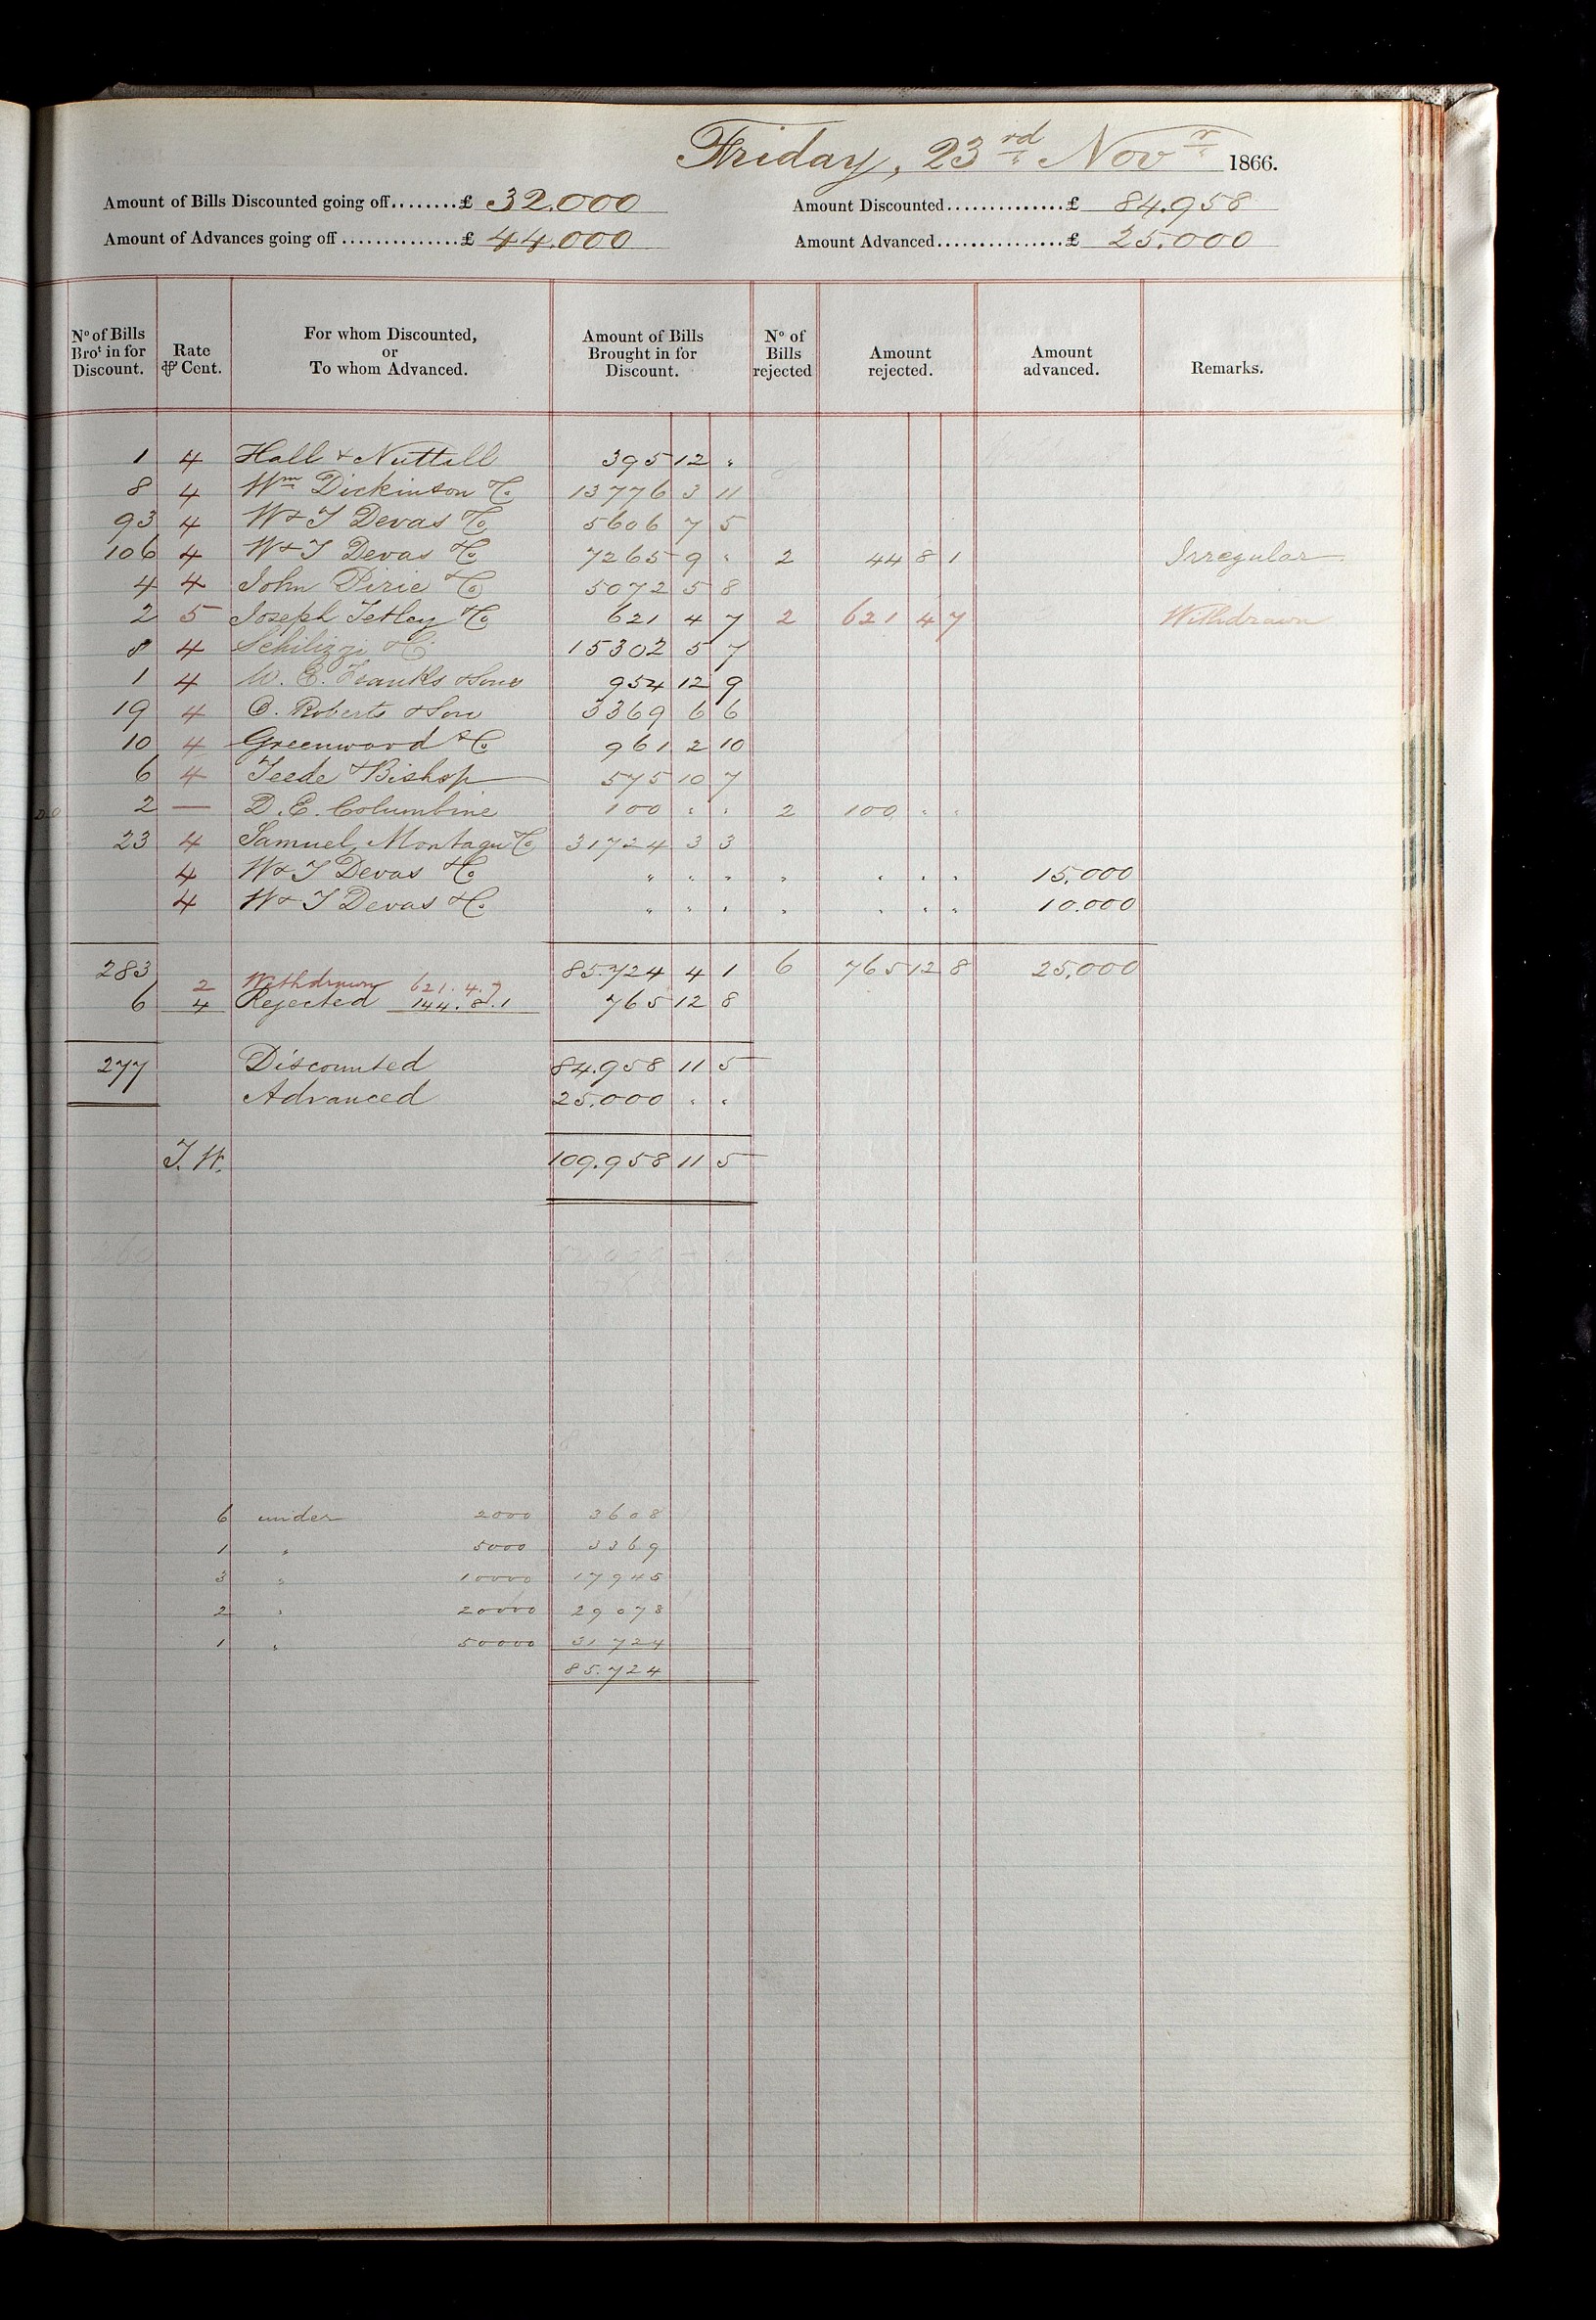 Friday, 23rd Novr 1866.
Amount of Bills Discounted going off........£ 32.000 Amount Discounted..............£ 84.958
Amount of Advances going off..............£ 44.000 Amount Advanced................£ 25.000
No of Bills Brot in for Discount. Rate ⅌ Cent. For whom Discounted, or To whom Advanced. Amount of Bills Brought in for Discount. No of Bills rejected Amount rejected. Amount advanced. Remarks.
1 4 Hall & Nuttall 395 12 "
8 4 Wm Dickinson & Co 13776 3 11
93 4 W & T Devas & Co 5606 7 5
106 4 W & T Devas & Co 7265 9 " 2 44 8 1 Irregular
4 4 John Pirie & Co 5072 5 8
2 5 Joseph Tetley & Co 621 4 7 2 621 4 7 Withdrawn
8 4 Schilizzi & Co 15302 5 7
1 4 W. E. Franks & Sons 954 12 9
19 4 Roberts & Son 3369 6 6
10 4 Greenwood & Co 961 2 10
6 4 Teede & Bishop 575 10 7
2 — D. E. Columbine 100 " " 2 100 " "
23 4 Samuel Montagu & Co 31724 3 3
4 W & T Devas & Co " " " " " " " 15.000
4 W & T Devas & Co " " " " " " " 10.000
283 85.724 4 1 6 765 12 8 25.000
2 Withdrawn 621.4.7
6 4 Rejected 144.8.1 765 12 8
277 Discounted 84.958 11 5
Advanced 25.000 " "
T. W. 109.958 11 5
6 under 2000 3608
1 " 5000 3369
3 " 10000 17945
2 " 20000 29078
1 " 50000 31724
85.724